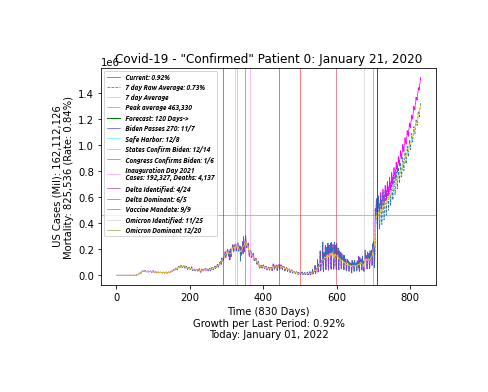 Covid-19 - "Confirmed" Patient 0: January 21, 2020
1e6
Current: 0.92%
7 day Raw Average: 0.73%
7 day Average
Peak average 463,330
Forecast: 120 Days->
Biden Passes 270: 11/7
Safe Harbor: 12/8
States Confirm Biden: 12/14
Congress Confirms Biden: 1/6
Inauguration Day 2021
Cases: 192,327, Deaths: 4,137
Delta Identified: 4/24
Delta Dominant: 6/5
Vaccine Mandate: 9/9
Omicron Identified: 11/25
Omicron Dominant 12/20
US Cases (Mil): 162,112,126
Mortality: 825,536 (Rate: 0.84%)
1.4
1.2
1.0
0.8
0.6
0.4
0.2
0.0
0 200 400 600 800
Time (830 Days)
Growth per Last Period: 0.92%
Today: January 01, 2022